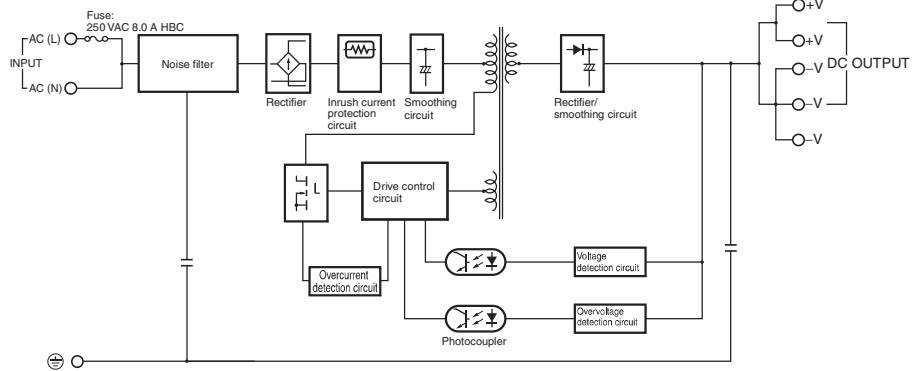 Fuse:
250 VAC 8.0 A HBC
AC (L)
INPUT
AC (N)
Noise filter
Rectifier
Inrush current
protection
circuit
Smoothing
circuit
Rectifier/
smoothing circuit
+V
+V
−V
−V
−V
DC OUTPUT
Drive control
circuit
Overcurrent
detection circuit
Voltage
detection circuit
Overvoltage
detection circuit
Photocoupler